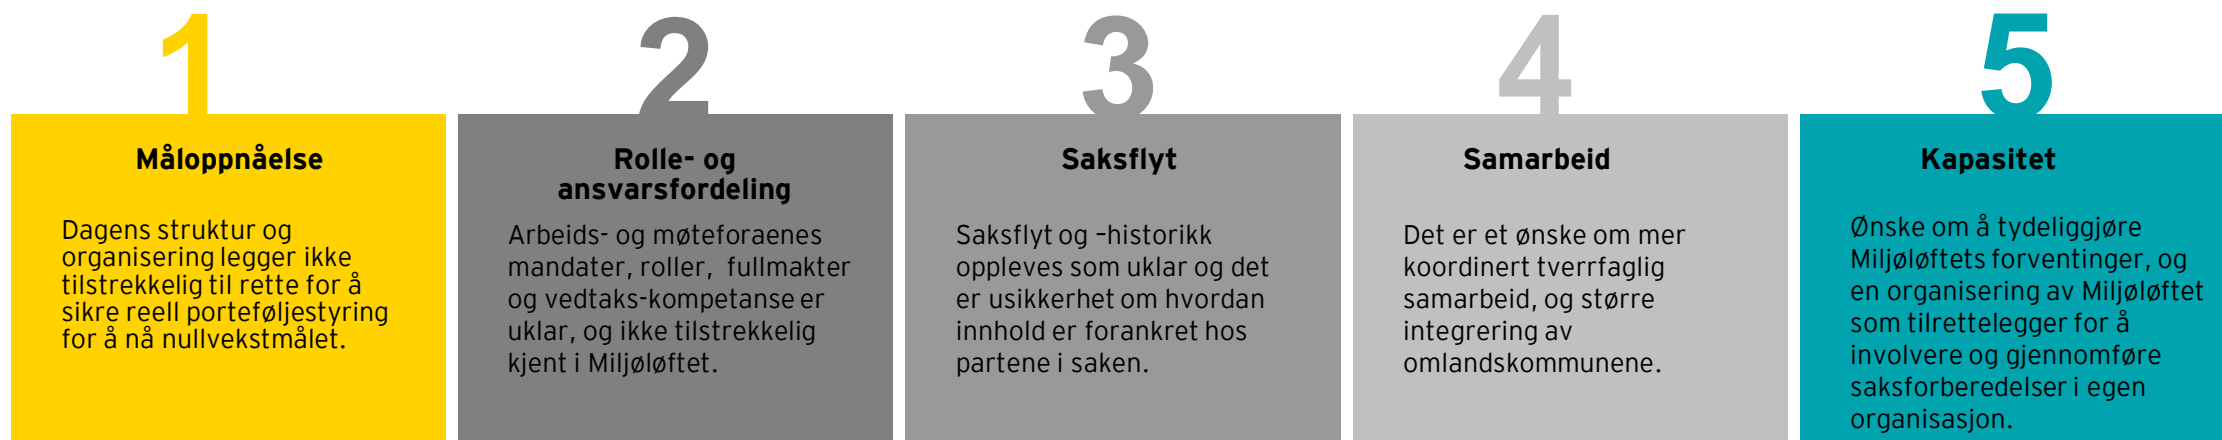 1
Måloppnåelse
Dagens struktur og
organisering legger ikke
tilstrekkelig til rette for å
sikre reell porteføljestyring
for å nå nullvekstmålet.
2
Rolle- og
ansvarsfordeling
Arbeids- og møteforaenes
mandater, roller, fullmakter
og vedtaks-kompetanse er
uklar, og ikke tilstrekkelig
kjent i Miljøløftet.
3
Saksflyt
Saksflyt og –historikk
oppleves som uklar og det
er usikkerhet om hvordan
innhold er forankret hos
partene i saken.
4
Samarbeid
Det er et ønske om mer
koordinert tverrfaglig
samarbeid, og større
integrering av
omlandskommunene.
5
Kapasitet
Ønske om å tydeliggjøre
Miljøløftets forventinger, og
en organisering av Miljøløftet
som tilrettelegger for å
involvere og gjennomføre
saksforberedelser i egen
organisasjon.